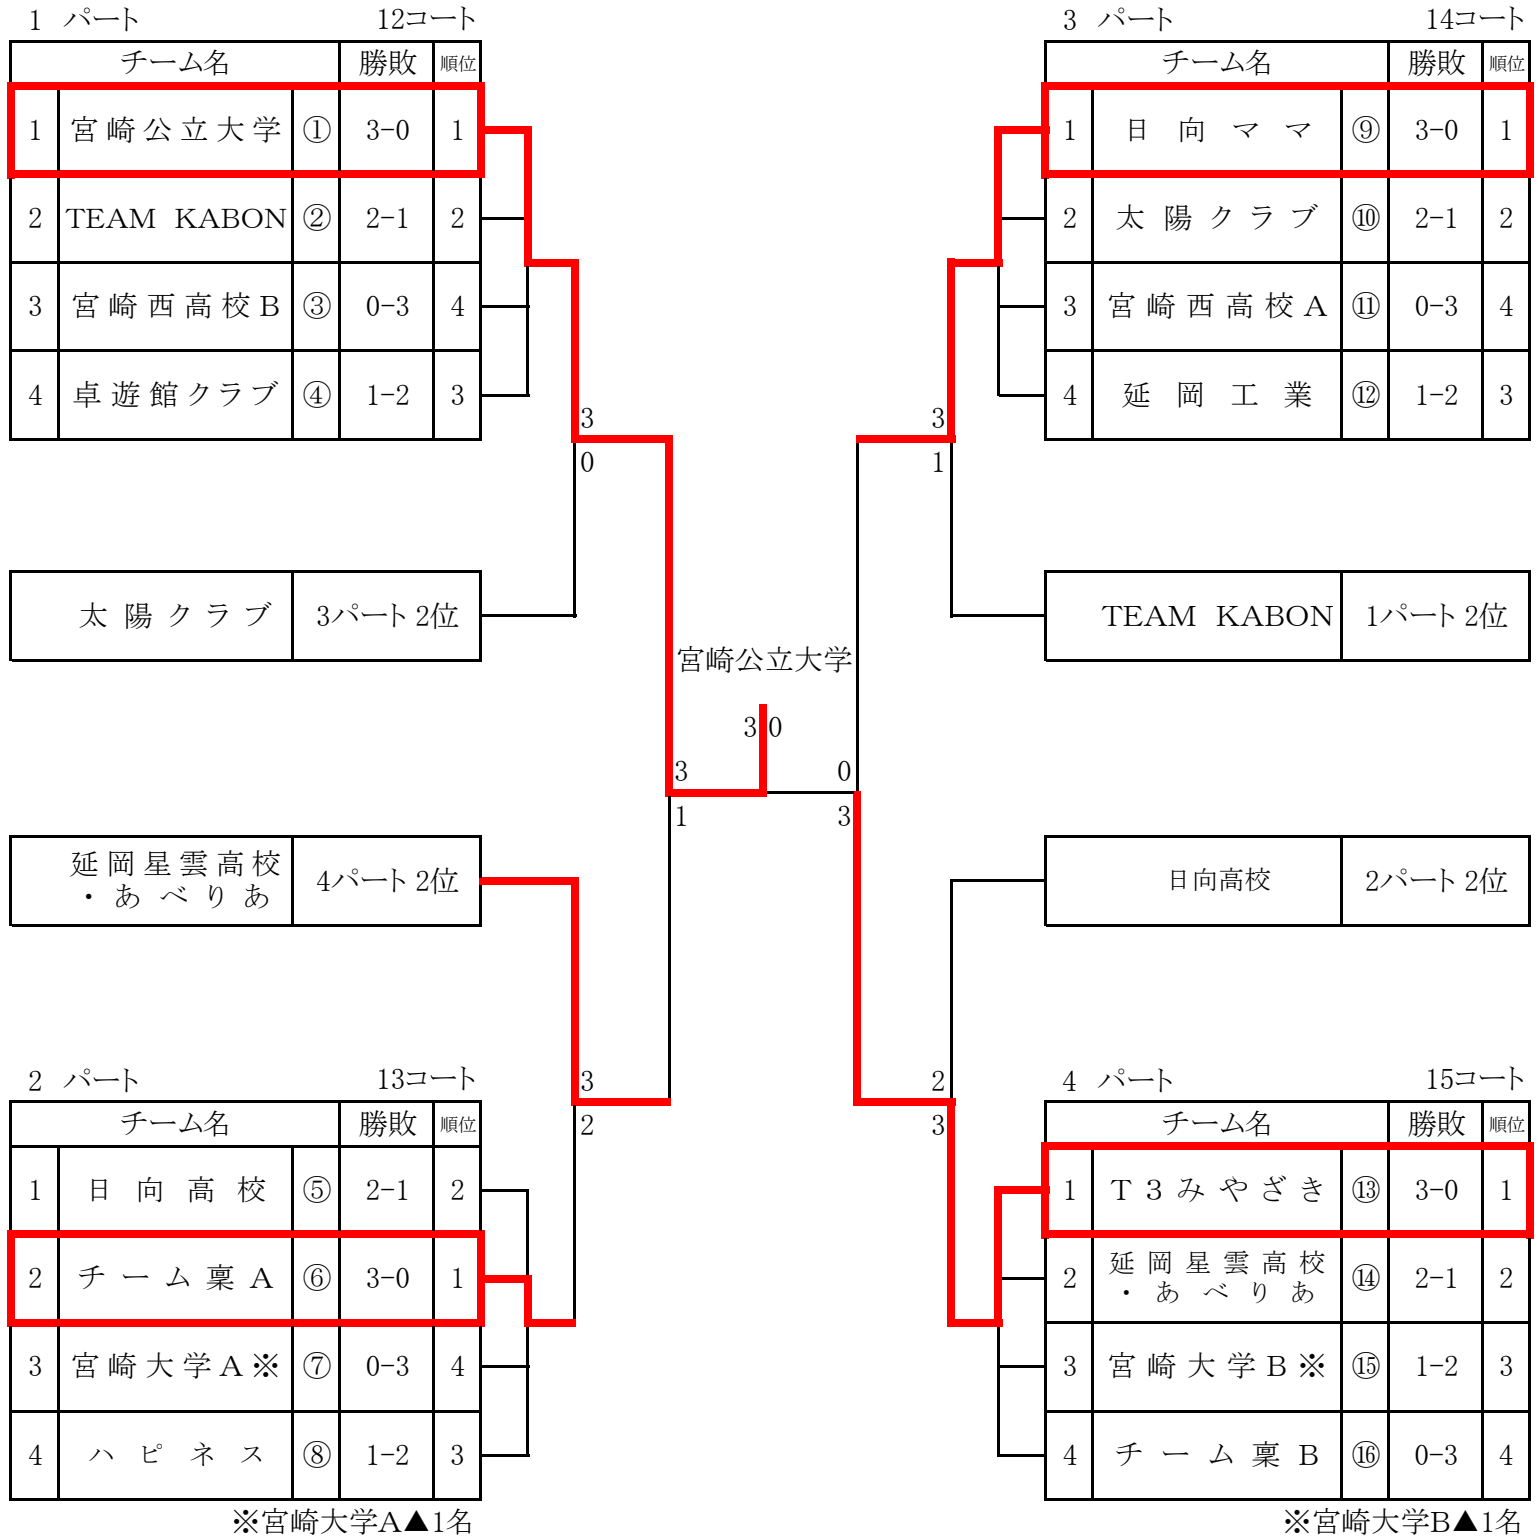 1 パート 12コート
チーム名 勝敗 順位
1 宮崎公立大学 ① 3-0 1
2 TEAM KABON ② 2-1 2
3 宮崎西高校B ③ 0-3 4
4 卓遊館クラブ ④ 1-2 3
3 パート 14コート
チーム名 勝敗 順位
1 日向ママ ⑨ 3-0 1
2 太陽クラブ ⑩ 2-1 2
3 宮崎西高校A ⑪ 0-3 4
4 延岡工業 ⑫ 1-2 3
3
0
3
1
太陽クラブ 3パート 2位
TEAM KABON 1パート 2位
宮崎公立大学
3 0
3
1
0
3
延岡星雲高校
・あべりあ
4パート 2位
日向高校 2パート 2位
3
2
2
3
2 パート 13コート
チーム名 勝敗 順位
1 日向高校 ⑤ 2-1 2
2 チーム稟A ⑥ 3-0 1
3 宮崎大学A※ ⑦ 0-3 4
4 ハピネス ⑧ 1-2 3
※宮崎大学A▲1名
4 パート 15コート
チーム名 勝敗 順位
1 T3みやざき ⑬ 3-0 1
2 延岡星雲高校
・あべりあ
⑭ 2-1 2
3 宮崎大学B※ ⑮ 1-2 3
4 チーム稟B ⑯ 0-3 4
※宮崎大学B▲1名